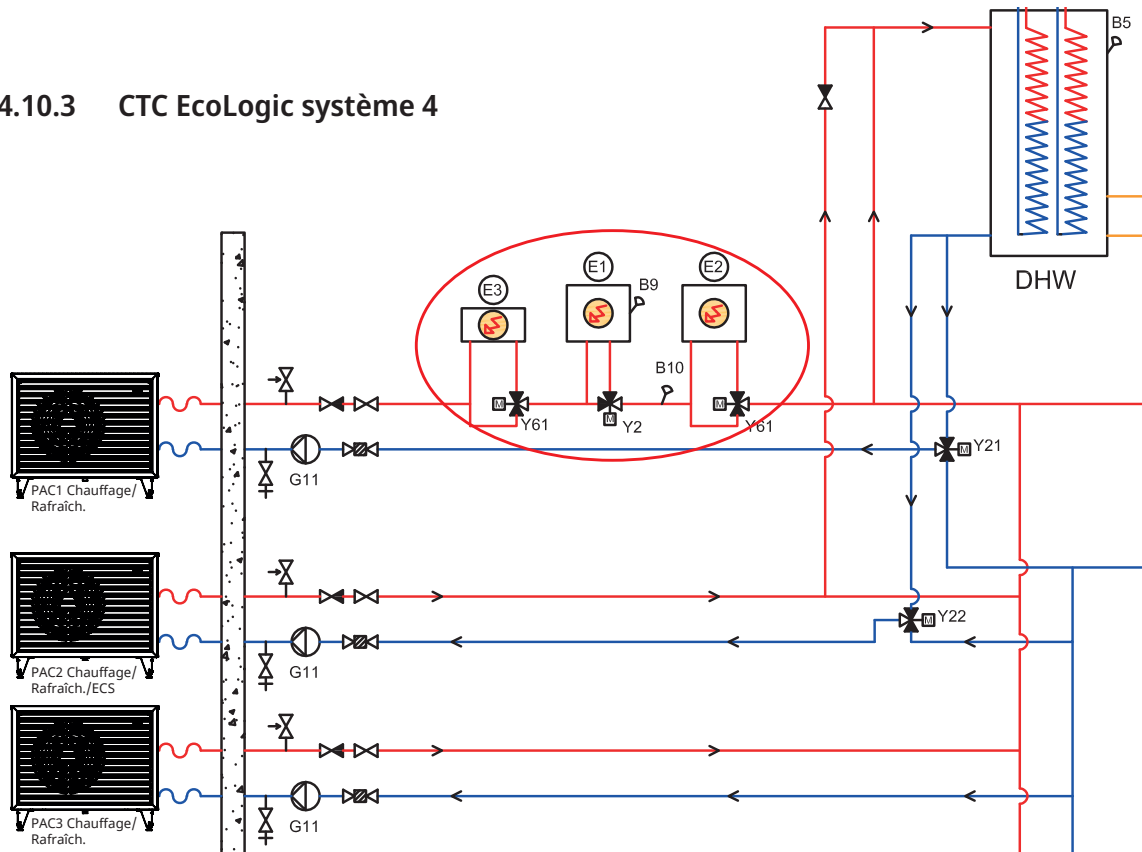 4.10.3 CTC EcoLogic système 4
B5
DHW
E3
E1
E2
B9
B10
M
Y61
M
Y2
M
Y61
G11
M
Y21
PAC1 Chauffage/
Rafraîch.
M
Y22
G11
PAC2 Chauffage/
Rafraîch./ECS
G11
PAC3 Chauffage/
Rafraîch.